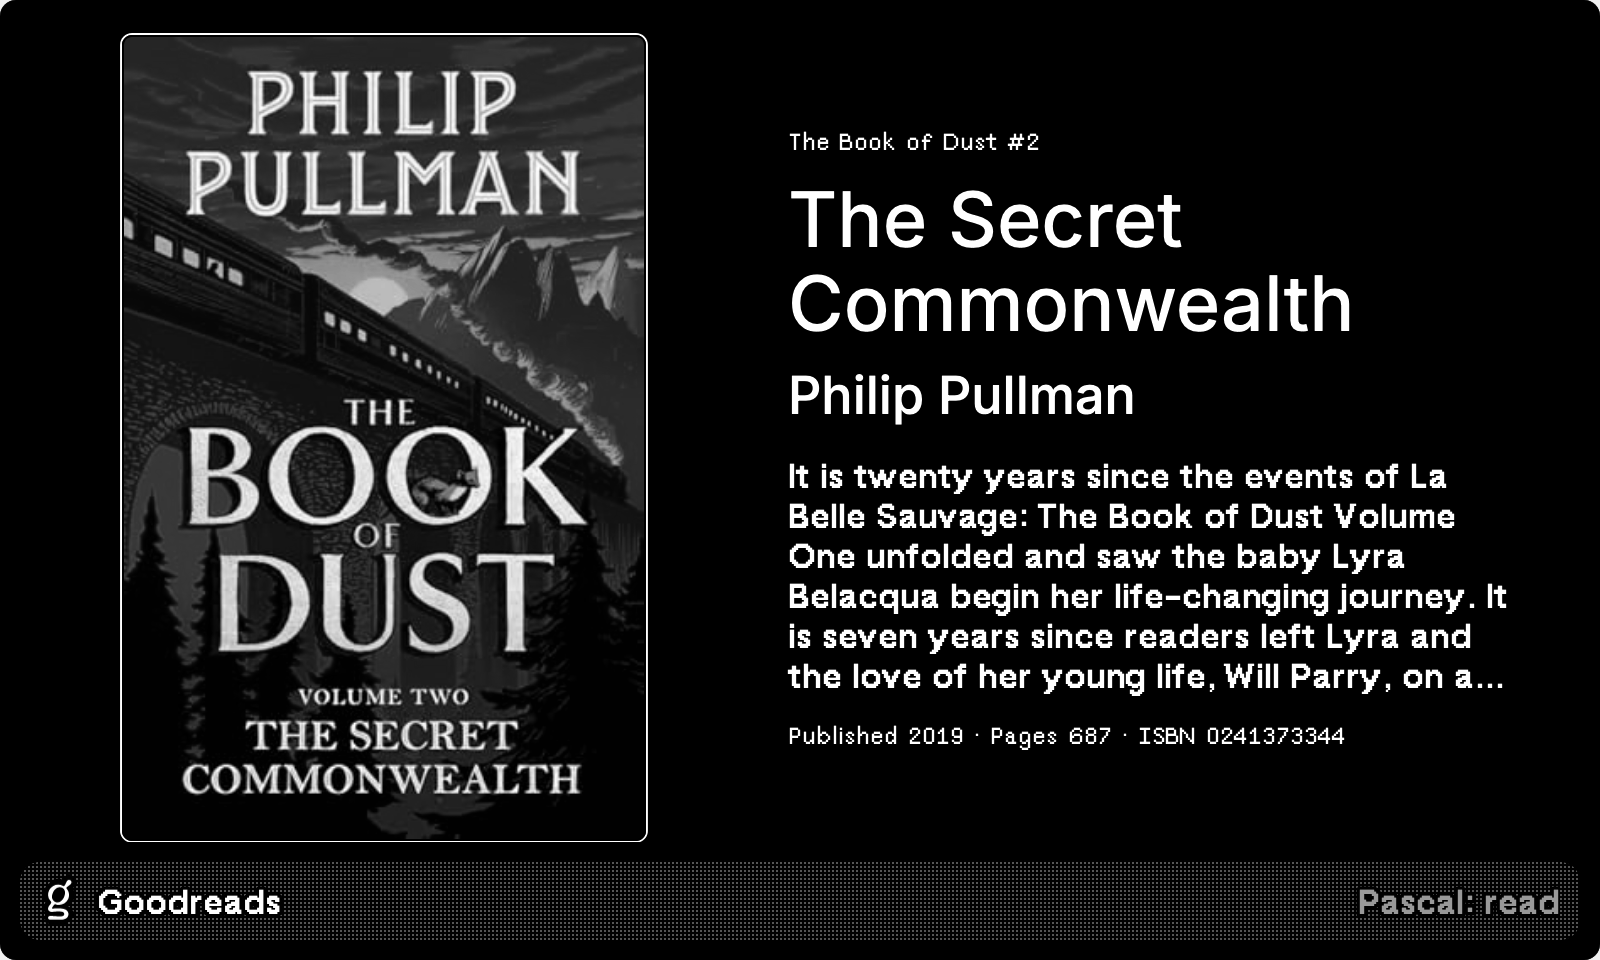 PHILIP
PULLMAN
THE
BOOK
OF
DUST
VOLUME TWO
THE SECRET
COMMONWEALTH
The Book of Dust #2
The Secret
Commonwealth
Philip Pullman
It is twenty years since the events of La
Belle Sauvage: The Book of Dust Volume
One unfolded and saw the baby Lyra
Belacqua begin her life-changing journey. It
is seven years since readers left Lyra and
the love of her young life, Will Parry, on a...
Published 2019 · Pages 687 · ISBN 0241373344
g Goodreads
Pascal: read